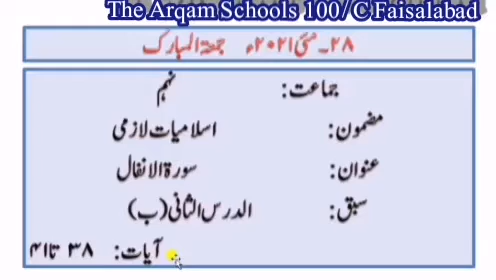 The Arqam Schools 100/C Faisalabad
۲۸۔ مئی ۲۰۲۱ء جمعۃ المبارک
جماعت: نہم
مضمون: اسلامیات لازمی
عنوان: سورۃ الانفال
سبق: الدرس الثانی (ب)
آیات: ۳۸ تا ۴۱